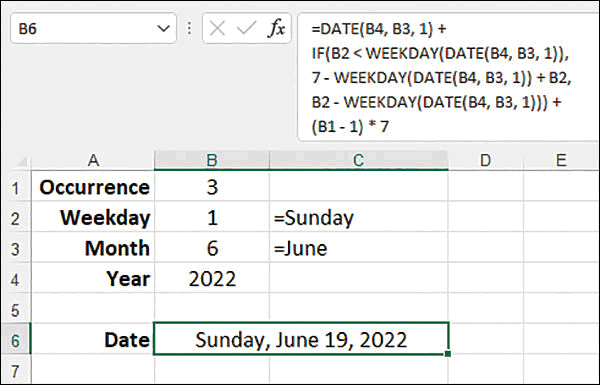 B6
fx
=DATE(B4, B3, 1) +
IF(B2 < WEEKDAY(DATE(B4, B3, 1)),
7 - WEEKDAY(DATE(B4, B3, 1)) + B2,
B2 - WEEKDAY(DATE(B4, B3, 1))) +
(B1 - 1) * 7
A B C D E
1 Occurrence 3
2 Weekday 1 =Sunday
3 Month 6 =June
4 Year 2022
5
6 Date Sunday, June 19, 2022
7